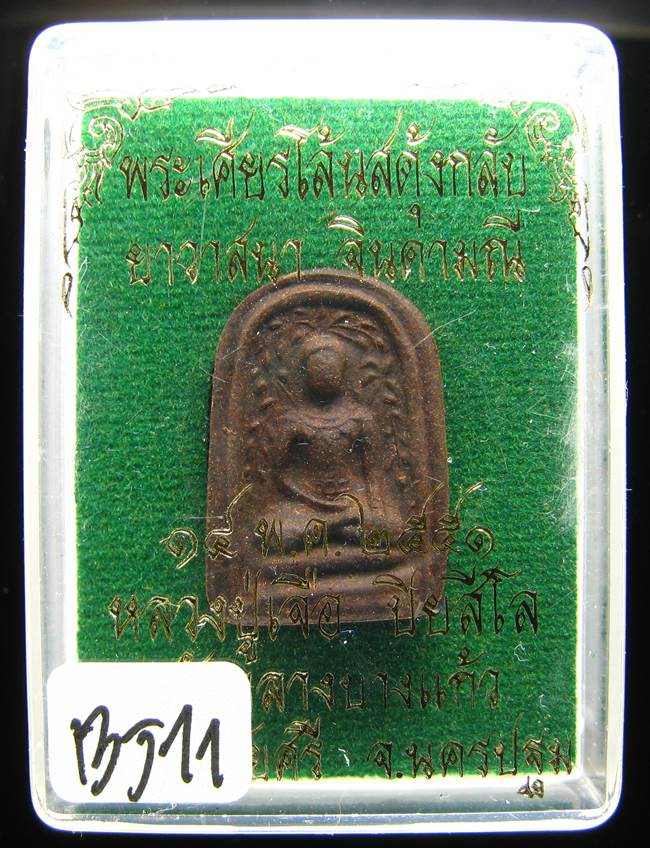 พระเศียรโล้นสดุ้งกลับ
ยาวาสนา จินดามณี
๑๔ พ.ค. ๒๕๕๑
หลวงปู่เจือ ปิยสีโล
กลางบางแก้ว
ศรี จ.นครปฐม